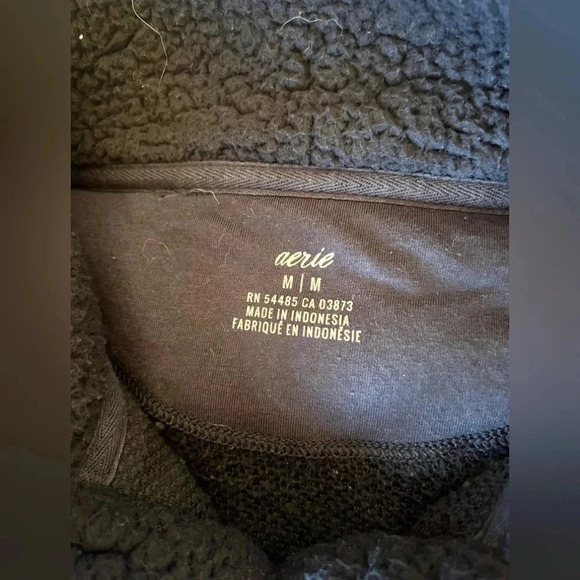 aerie
M | M
RN 54485 CA 03873
MADE IN INDONESIA
FABRIQUÉ EN INDONÉSIE